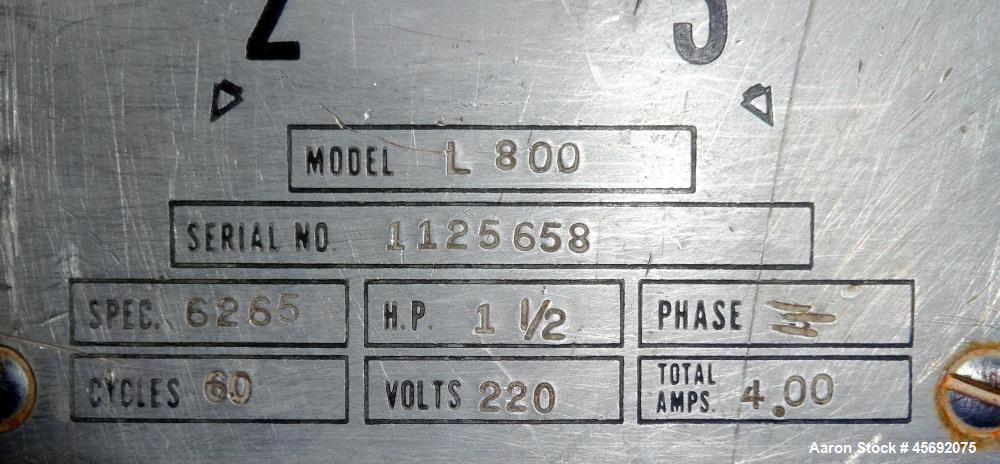 2 3
MODEL L 800
SERIAL NO. 1125658
SPEC. 6265 H.P. 1 1/2 PHASE
CYCLES 60 VOLTS 220 TOTAL AMPS. 4.00
Aaron Stock # 45692075